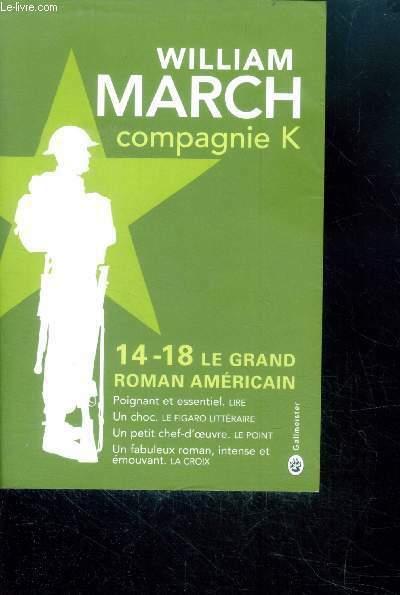 Le-livre.com
WILLIAM
MARCH
compagnie K
14-18 LE GRAND
ROMAN AMÉRICAIN
Poignant et essentiel. LIRE
Un choc. LE FIGARO LITTÉRAIRE
Un petit chef-d'œuvre. LE POINT
Un fabuleux roman, intense et
émouvant. LA CROIX
Gallmeister